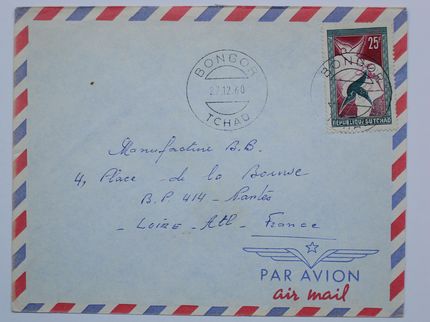 BONGOR
27.12.60
TCHAD
25F
BONGOR
REPUBLIQUE DU TCHAD
Manufacture B.B.
4, Place de la Bourse
B.P. 414 - Nantes
- LOIRE - Atl - France
PAR AVION
air mail